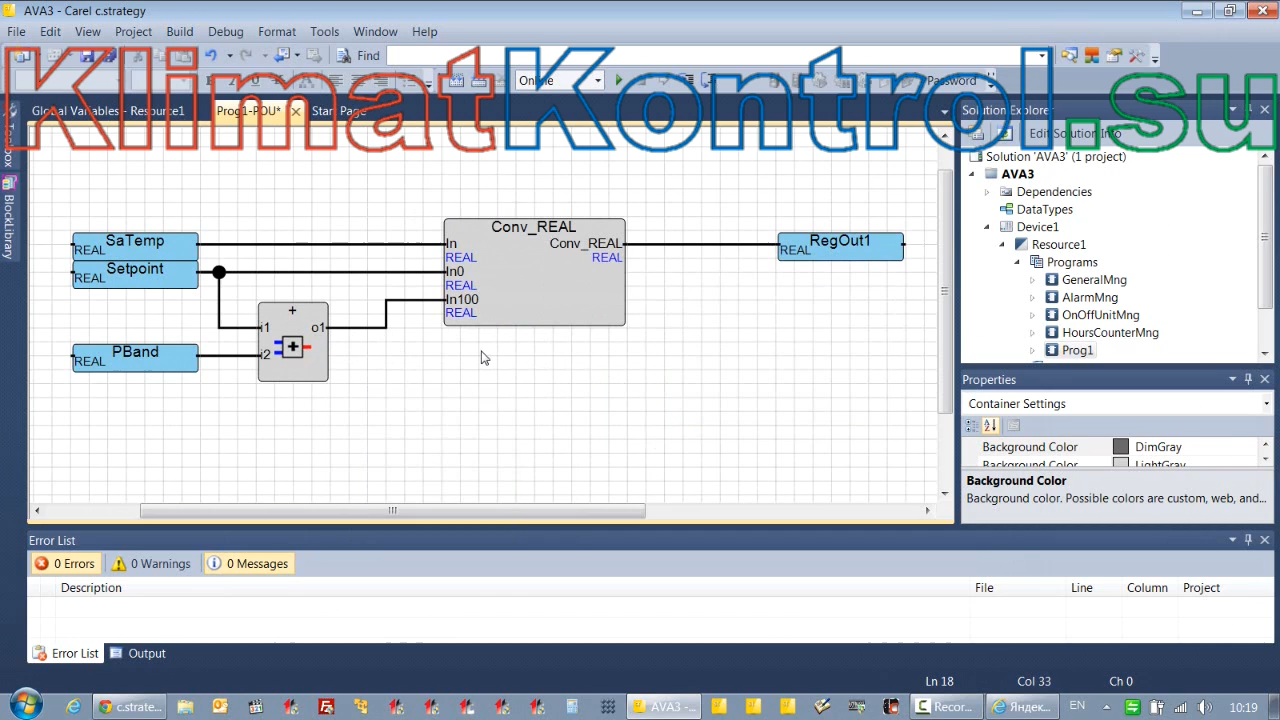 AVA3 - Carel c.strategy
File Edit View Project Build Debug Format Tools Window Help
Find
Online
Password
KlimatKontrol.su
Global Variables - Resource1
Prog1-POU*
Start Page
Toolbox
BlockLibrary
SaTemp
REAL
Setpoint
REAL
PBand
REAL
+
i1
o1
i2
Conv_REAL
In
Conv_REAL
REAL
REAL
In0
REAL
In100
REAL
RegOut1
REAL
Solution Explorer
Edit Solution Info
Solution 'AVA3' (1 project)
AVA3
Dependencies
DataTypes
Device1
Resource1
Programs
GeneralMng
AlarmMng
OnOffUnitMng
HoursCounterMng
Prog1
Properties
Container Settings
Background Color DimGray
Background Color LightGray
Background Color
Background color. Possible colors are custom, web, and...
Error List
0 Errors
0 Warnings
0 Messages
Description File Line Column Project
Error List
Output
Ln 18 Col 33 Ch 0
c.strate...
AVA3 -...
Recor...
Яндек...
EN
10:19